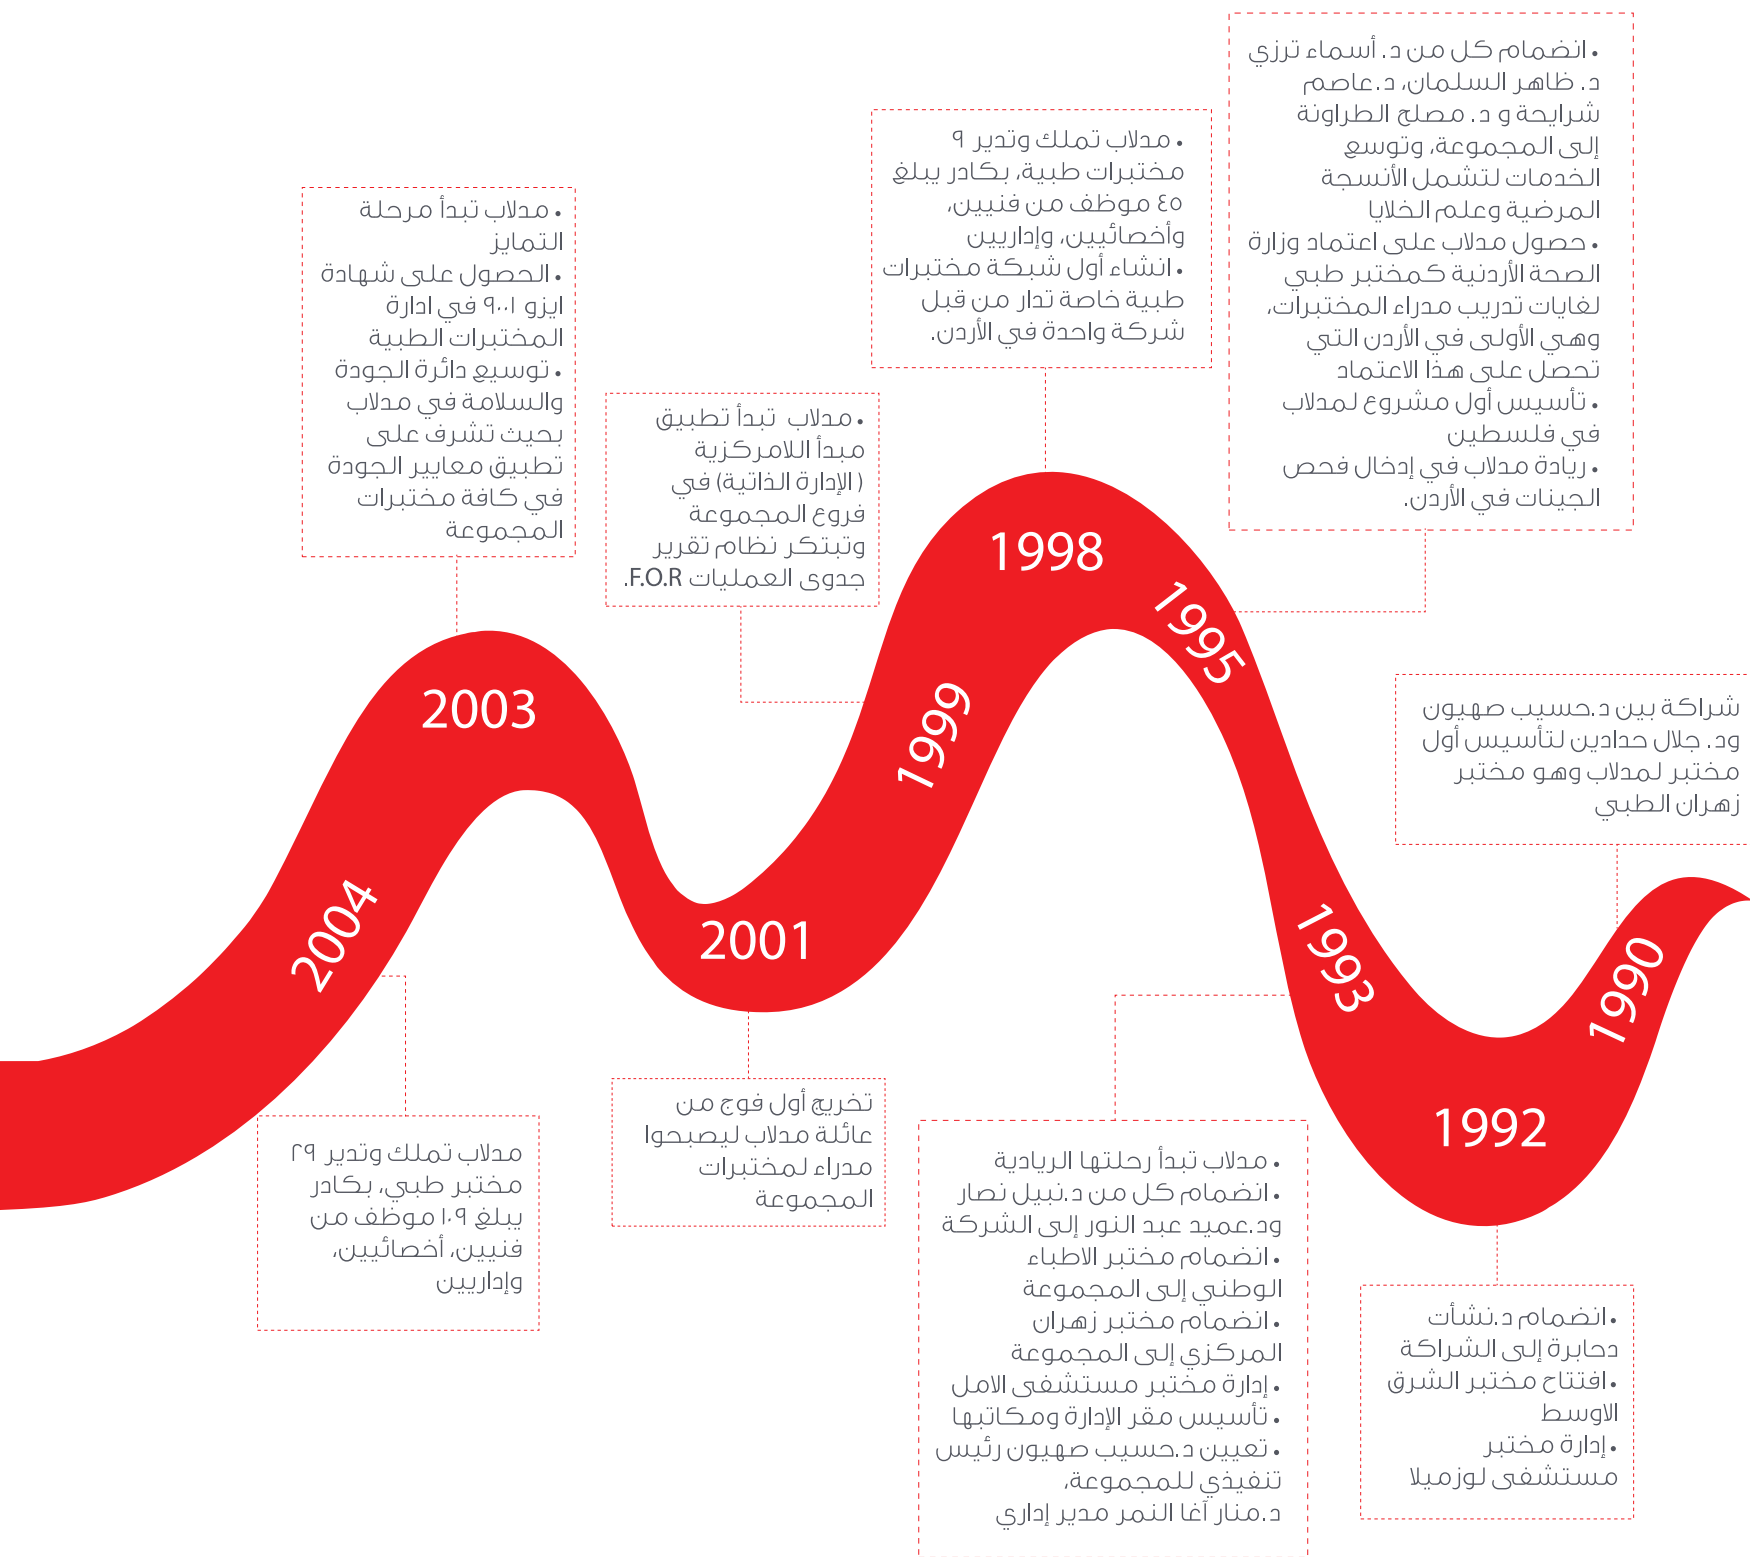 1990
شراكة بين د.حسيب صهيون
ود. جلال حدادين لتأسيس أول
مختبر لمدلاب وهو مختبر
زهران الطبي
1992
• انضمام د.نشأت
دحابرة إلى الشراكة
• افتتاح مختبر الشرق
الاوسط
• إدارة مختبر
مستشفى لوزميلا
1993
• مدلاب تبدأ رحلتها الريادية
• انضمام كل من د.نبيل نصار
ود.عميد عبد النور إلى الشركة
• انضمام مختبر الاطباء
الوطني إلى المجموعة
• انضمام مختبر زهران
المركزي إلى المجموعة
• إدارة مختبر مستشفى الامل
• تأسيس مقر الإدارة ومكاتبها
• تعيين د.حسيب صهيون رئيس
تنفيذي للمجموعة،
د.منار آغا النمر مدير إداري
1995
• انضمام كل من د. أسماء ترزي
د. ظاهر السلمان، د.عاصم
شرايحة و د. مصلح الطراونة
إلى المجموعة، وتوسع
الخدمات لتشمل الأنسجة
المرضية وعلم الخلايا
• حصول مدلاب على اعتماد وزارة
الصحة الأردنية كمختبر طبي
لغايات تدريب مدراء المختبرات،
وهي الأولى في الأردن التي
تحصل على هذا الاعتماد
• تأسيس أول مشروع لمدلاب
في فلسطين
• ريادة مدلاب في إدخال فحص
الجينات في الأردن.
1998
• مدلاب تملك وتدير ٩
مختبرات طبية، بكادر يبلغ
٤٥ موظف من فنيين،
وأخصائيين، وإداريين
• انشاء أول شبكة مختبرات
طبية خاصة تدار من قبل
شركة واحدة في الأردن.
1999
• مدلاب تبدأ تطبيق
مبدأ اللامركزية
(الإدارة الذاتية) في
فروع المجموعة
وتبتكر نظام تقرير
جدوى العمليات F.O.R.
2001
تخريج أول فوج من
عائلة مدلاب ليصبحوا
مدراء لمختبرات
المجموعة
2003
• مدلاب تبدأ مرحلة
التمايز
• الحصول على شهادة
ايزو ٩٠٠١ في ادارة
المختبرات الطبية
• توسيع دائرة الجودة
والسلامة في مدلاب
بحيث تشرف على
تطبيق معايير الجودة
في كافة مختبرات
المجموعة
2004
مدلاب تملك وتدير ٢٩
مختبر طبي، بكادر
يبلغ ١٠٩ موظف من
فنيين، أخصائيين،
وإداريين